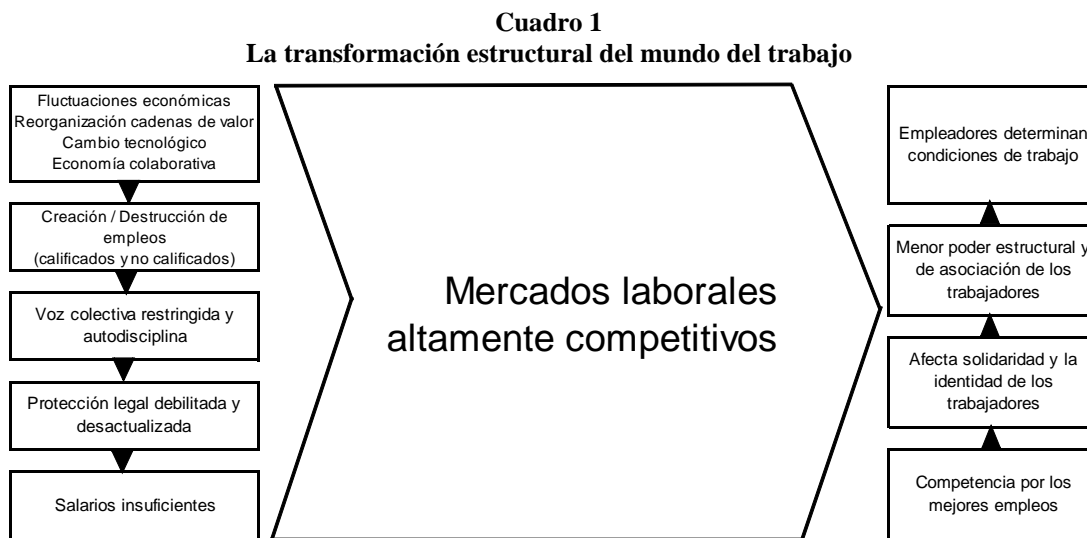 Cuadro 1
La transformación estructural del mundo del trabajo
Fluctuaciones económicas
Reorganización cadenas de valor
Cambio tecnológico
Economía colaborativa
Creación / Destrucción de
empleos
(calificados y no calificados)
Voz colectiva restringida y
autodisciplina
Protección legal debilitada y
desactualizada
Salarios insuficientes
Mercados laborales
altamente competitivos
Empleadores determinan
condiciones de trabajo
Menor poder estructural y
de asociación de los
trabajadores
Afecta solidaridad y la
identidad de los
trabajadores
Competencia por los
mejores empleos